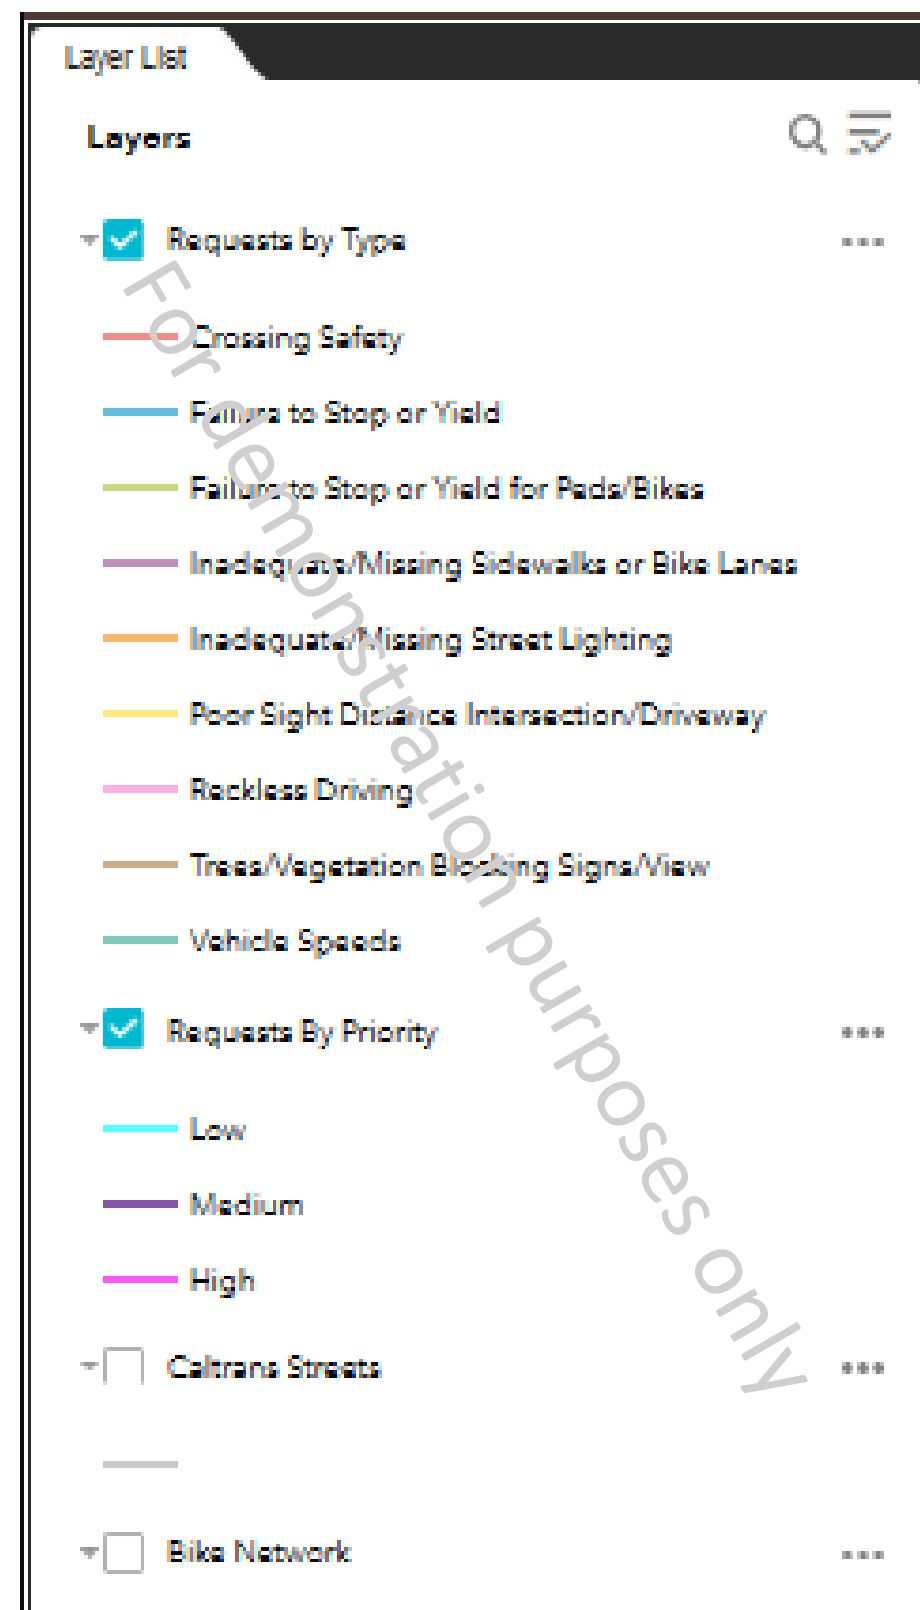 Layer List
Layers
Requests by Type
Crossing Safety
Failure to Stop or Yield
Failure to Stop or Yield for Peds/Bikes
Inadequate/Missing Sidewalks or Bike Lanes
Inadequate/Missing Street Lighting
Poor Sight Distance Intersection/Driveway
Reckless Driving
Trees/Vegetation Blocking Signs/View
Vehicle Speeds
Requests By Priority
Low
Medium
High
Caltrans Streets
Bike Network
For demonstration purposes only